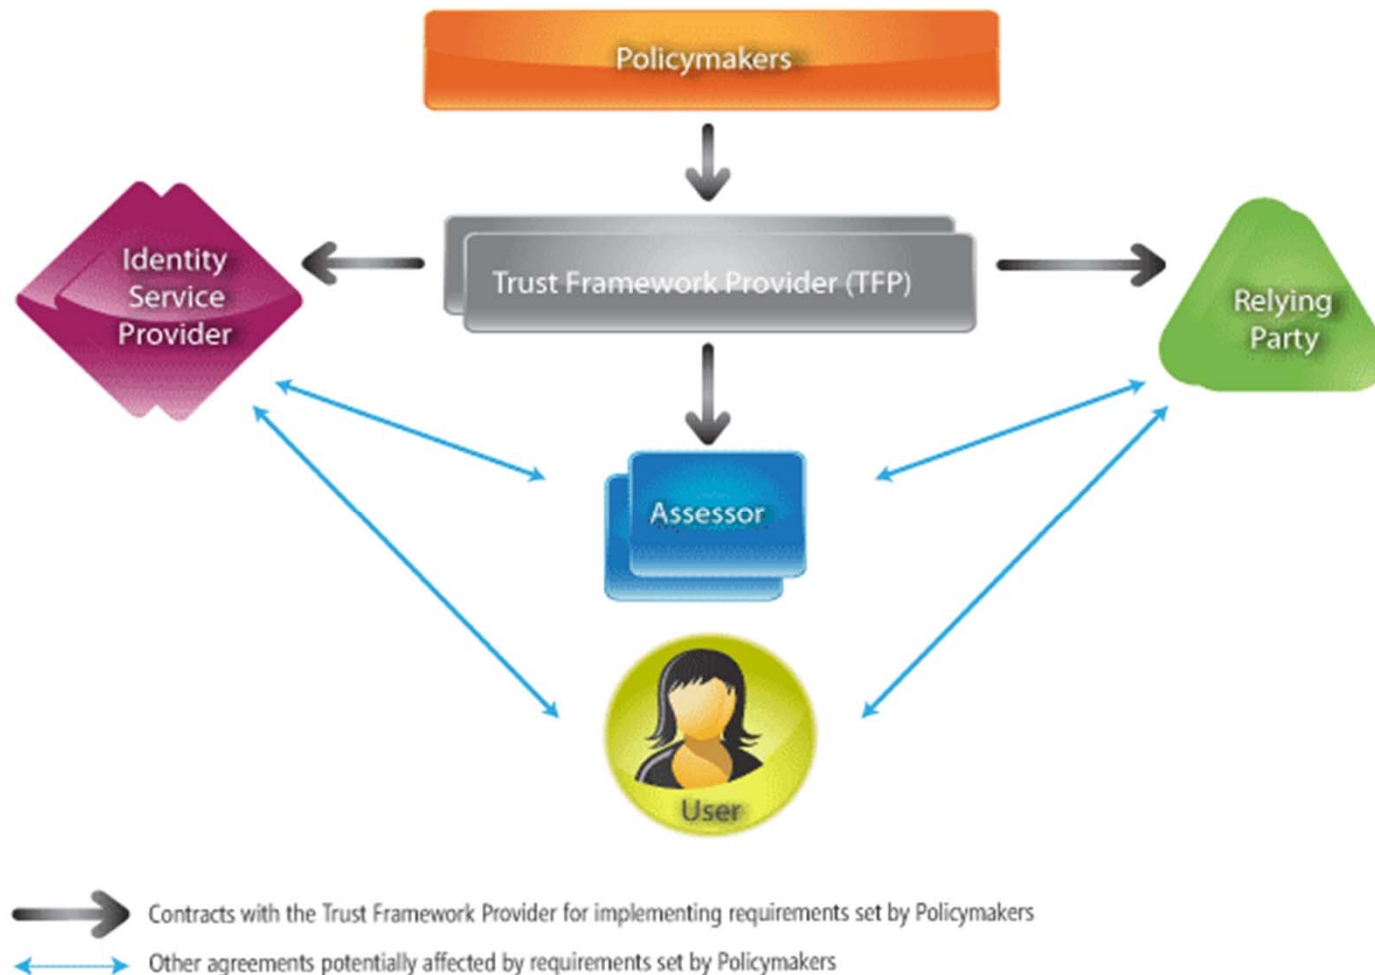 Policymakers
Trust Framework Provider (TFP)
Identity
Service
Provider
Relying
Party
Assessor
User
Contracts with the Trust Framework Provider for implementing requirements set by Policymakers
Other agreements potentially affected by requirements set by Policymakers